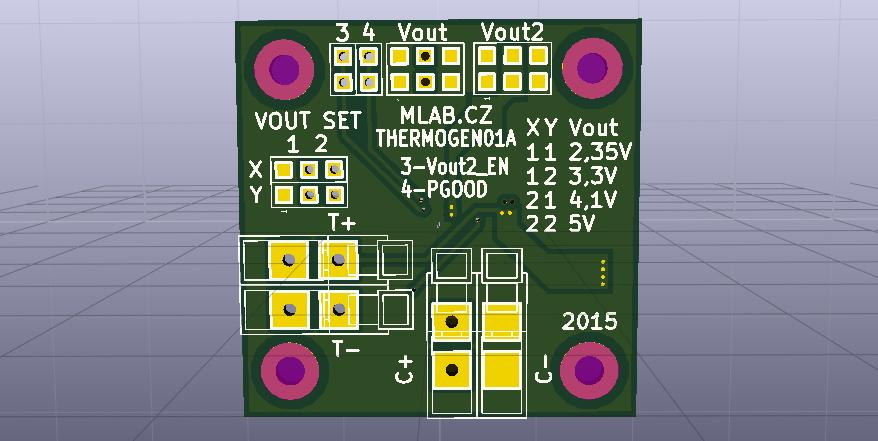 3 4 Vout Vout2
VOUT SET
1 2
X
Y
MLAB.CZ
THERMOGEN01A
3-Vout2_EN
4-PGOOD
XY Vout
11 2,35V
12 3,3V
21 4,1V
22 5V
T+
T-
C+
C-
2015